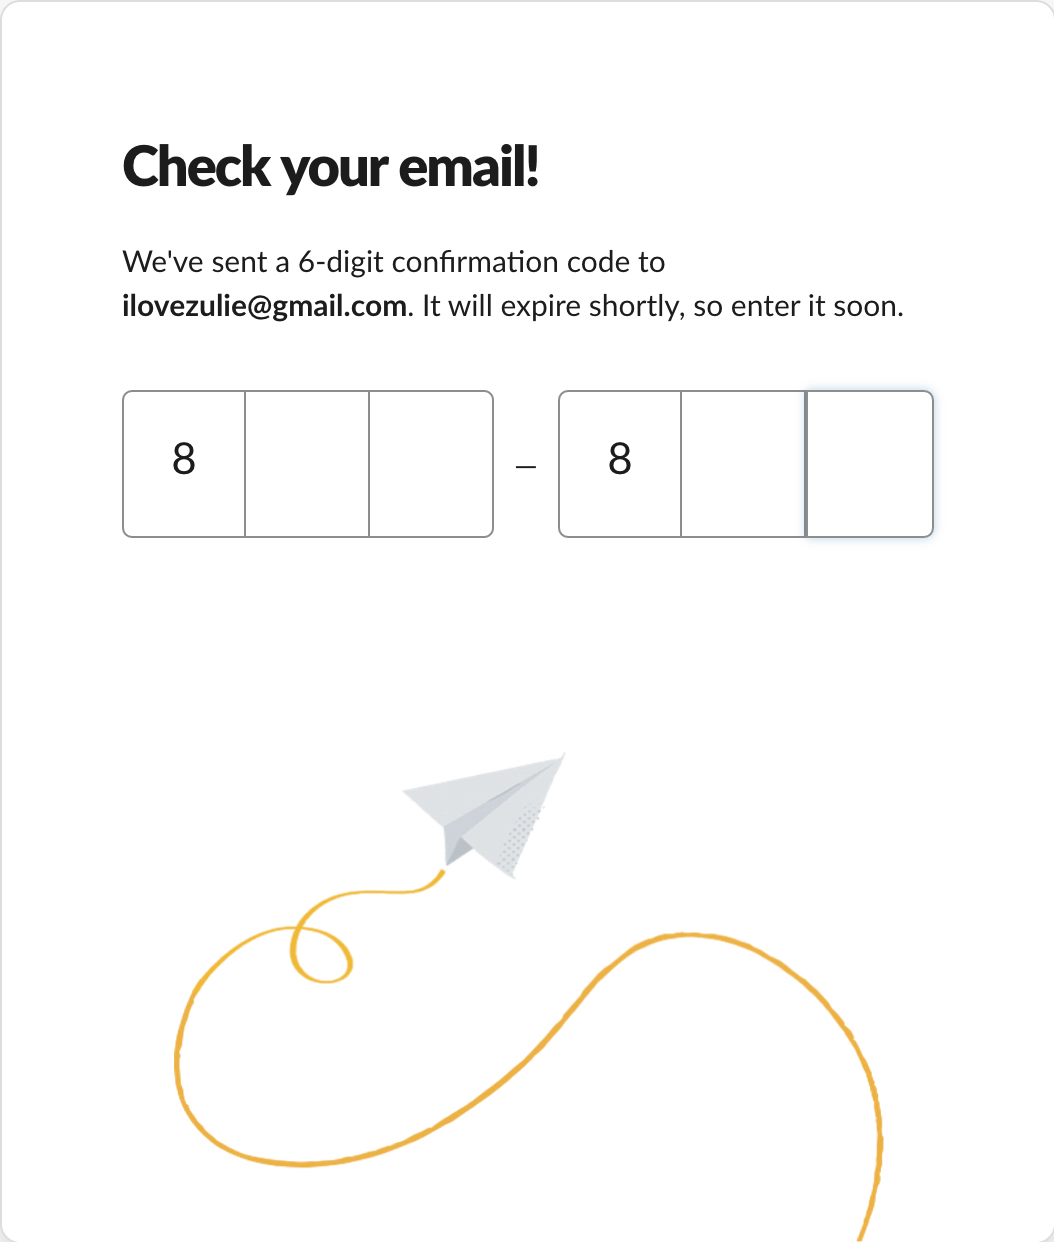 Check your email!
We've sent a 6-digit confirmation code to
ilovezulie@gmail.com. It will expire shortly, so enter it soon.
8 – 8